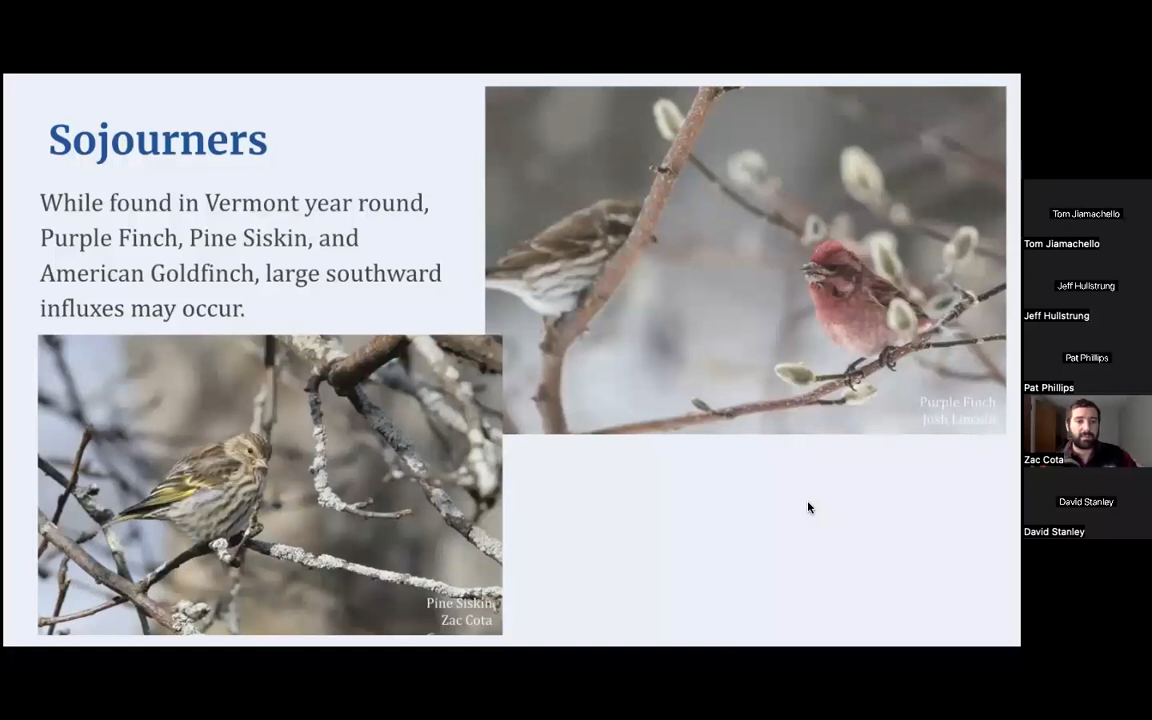 Sojourners
While found in Vermont year round,
Purple Finch, Pine Siskin, and
American Goldfinch, large southward
influxes may occur.
Purple Finch
Josh
Pine Siskin
Zac Cota
Tom Jiamachello
Tom Jiamachello
Jeff Hullstrung
Jeff Hullstrung
Pat Phillips
Pat Phillips
Zac Cota
David Stanley
David Stanley